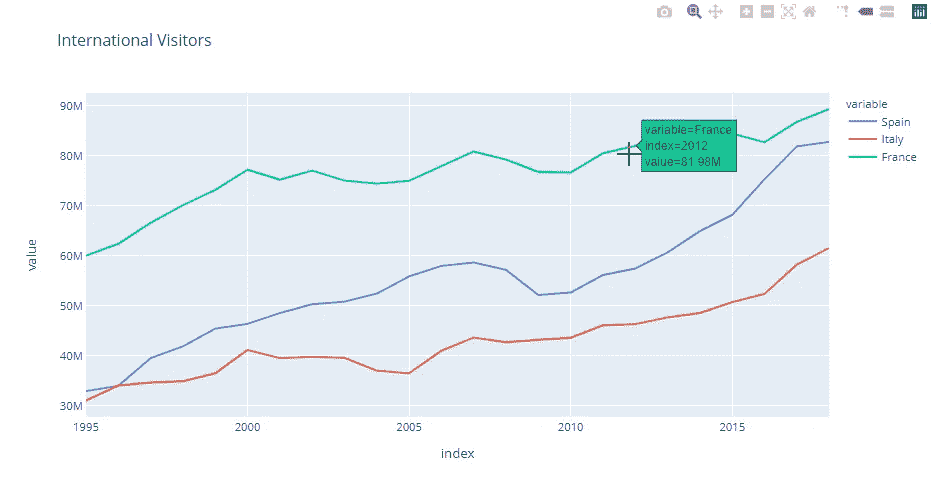 International Visitors
90M
80M
70M
60M
50M
40M
30M
value
1995
2000
2005
2010
2015
index
variable=France
index=2012
value=81.98M
variable
Spain
Italy
France